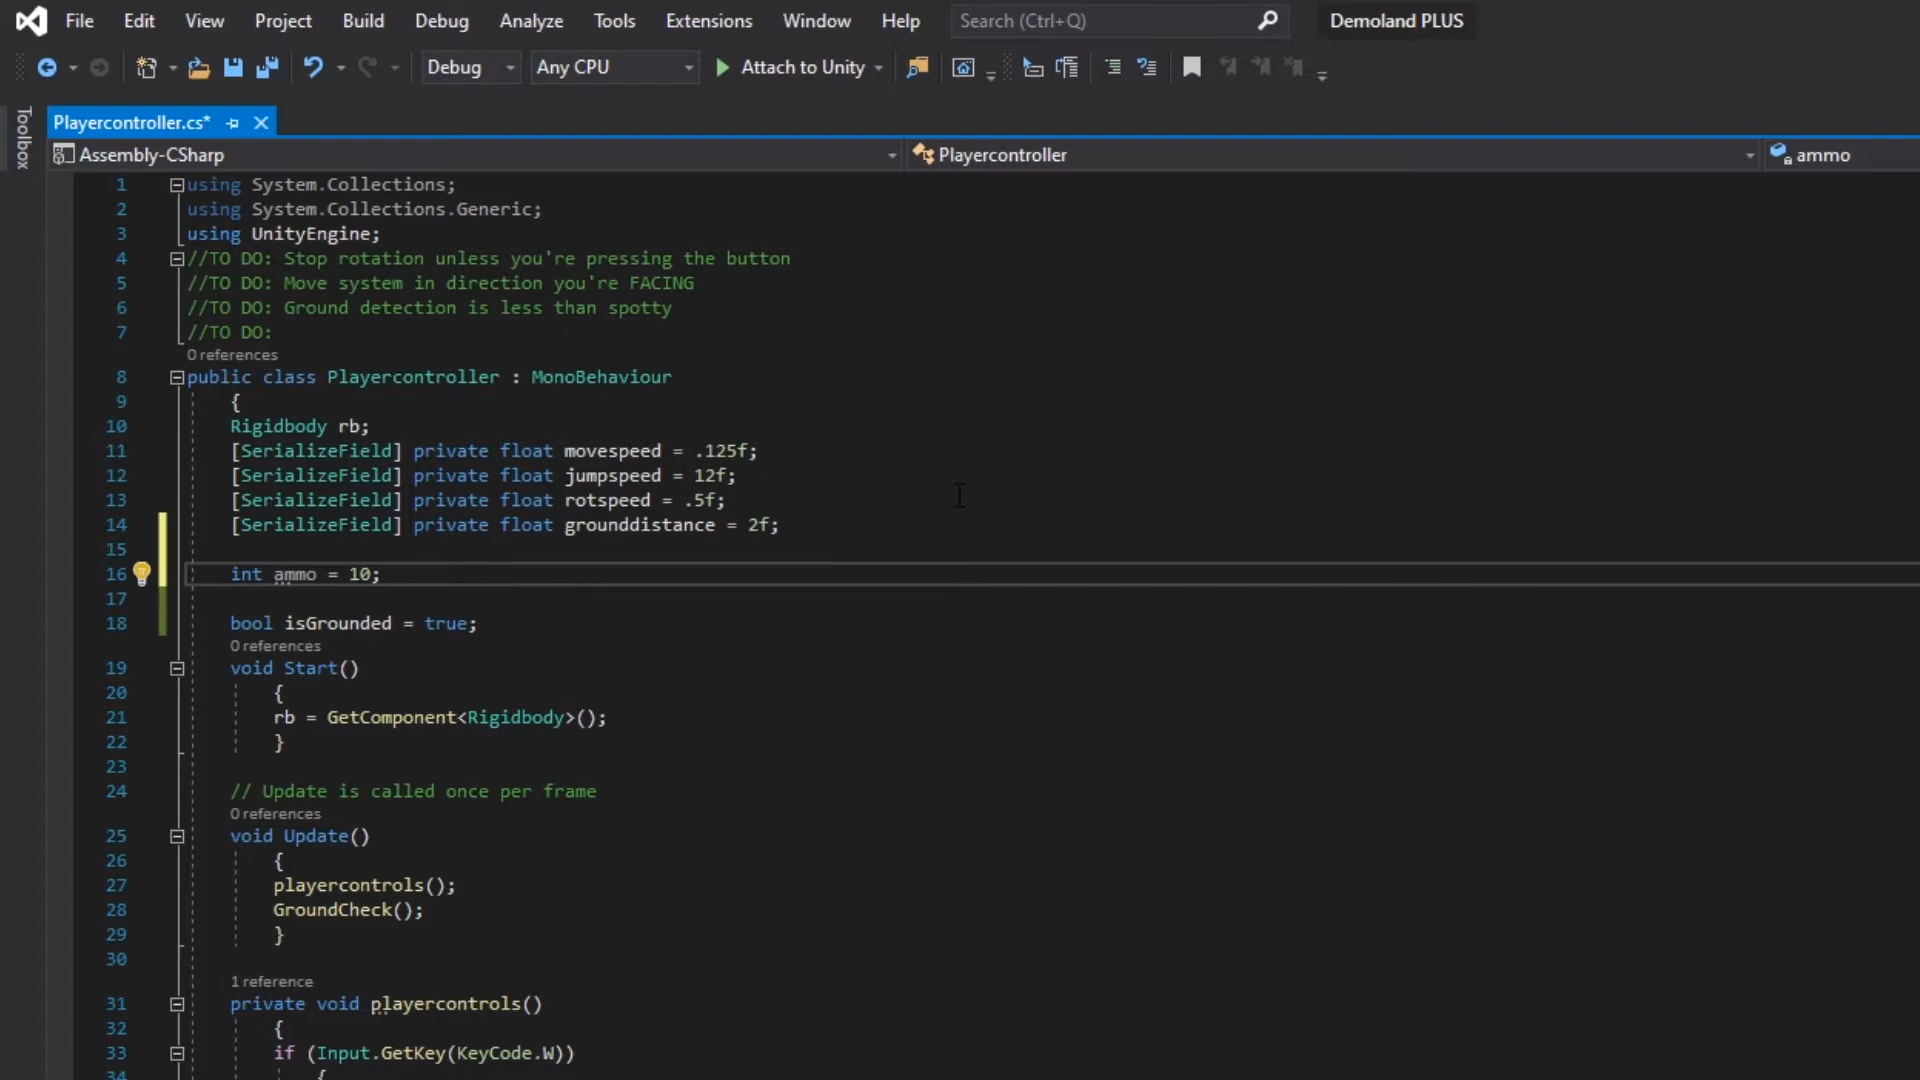 File Edit View Project Build Debug Analyze Tools Extensions Window Help Search (Ctrl+Q) Demoland PLUS
Debug Any CPU Attach to Unity
Toolbox
Playercontroller.cs*
Assembly-CSharp Playercontroller ammo
1 using System.Collections;
2 using System.Collections.Generic;
3 using UnityEngine;
4 //TO DO: Stop rotation unless you're pressing the button
5 //TO DO: Move system in direction you're FACING
6 //TO DO: Ground detection is less than spotty
7 //TO DO:
0 references
8 public class Playercontroller : MonoBehaviour
9 {
10 Rigidbody rb;
11 [SerializeField] private float movespeed = .125f;
12 [SerializeField] private float jumpspeed = 12f;
13 [SerializeField] private float rotspeed = .5f;
14 [SerializeField] private float grounddistance = 2f;
15
16 int ammo = 10;
17
18 bool isGrounded = true;
0 references
19 void Start()
20 {
21 rb = GetComponent<Rigidbody>();
22 }
23
24 // Update is called once per frame
0 references
25 void Update()
26 {
27 playercontrols();
28 GroundCheck();
29 }
30
1 reference
31 private void playercontrols()
32 {
33 if (Input.GetKey(KeyCode.W))
34 {